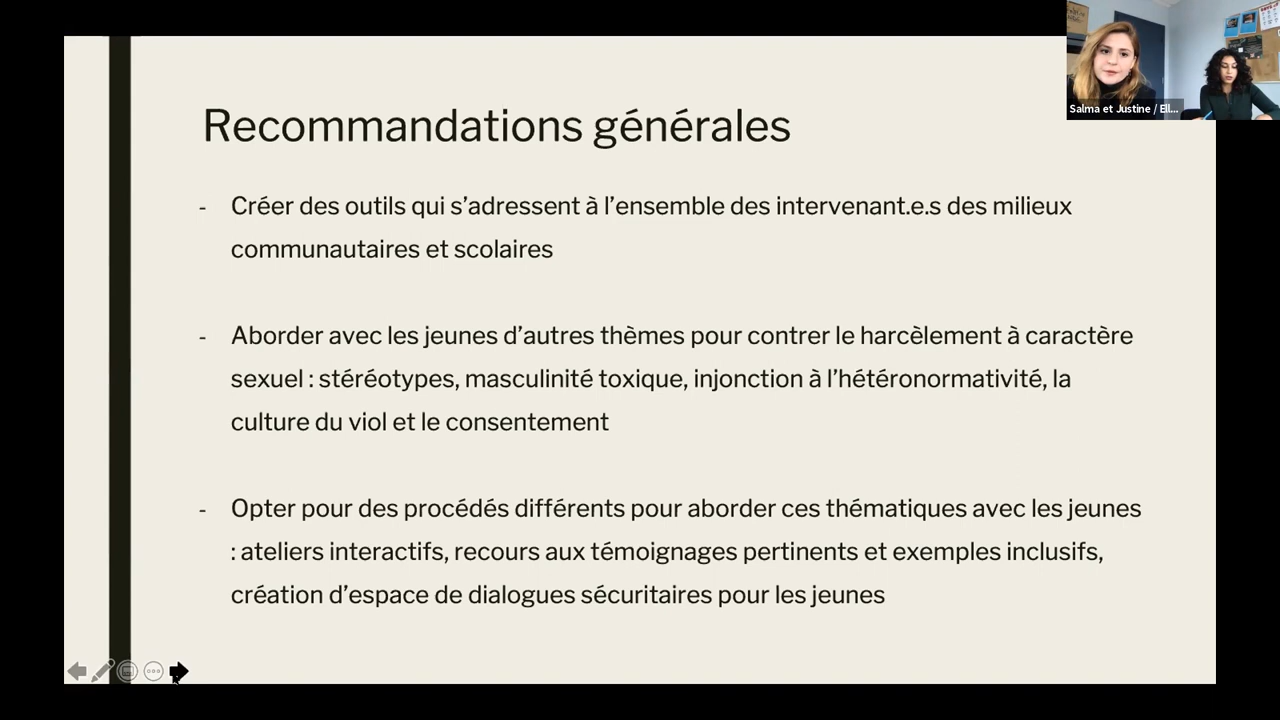 Recommandations générales
- Créer des outils qui s’adressent à l’ensemble des intervenant.e.s des milieux
communautaires et scolaires
- Aborder avec les jeunes d’autres thèmes pour contrer le harcèlement à caractère
sexuel : stéréotypes, masculinité toxique, injonction à l’hétéronormativité, la
culture du viol et le consentement
- Opter pour des procédés différents pour aborder ces thématiques avec les jeunes
: ateliers interactifs, recours aux témoignages pertinents et exemples inclusifs,
création d’espace de dialogues sécuritaires pour les jeunes
Salma et Justine / Ell...